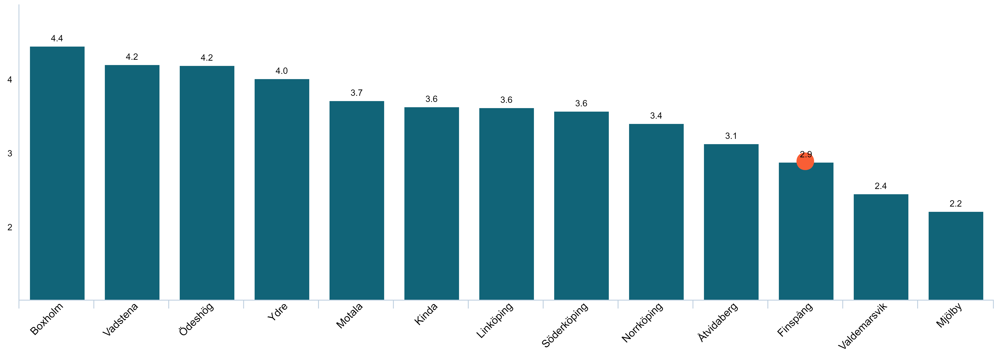 4.4
4.2
4.2
4.0
3.7
3.6
3.6
3.6
3.4
3.1
2.9
2.4
2.2
4
3
2
Boxholm
Vadstena
Ödeshög
Ydre
Motala
Kinda
Linköping
Söderköping
Norrköping
Åtvidaberg
Finspång
Valdemarsvik
Mjölby